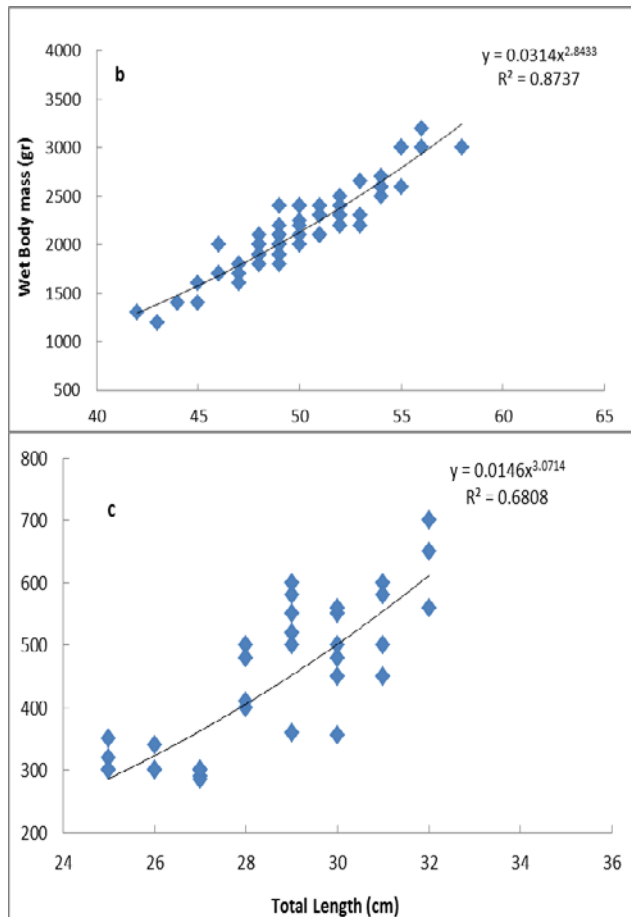 4000
3500
3000
2500
2000
1500
1000
500
Wet Body mass (gr)
b
y = 0.0314x^2.8433
R² = 0.8737
40 45 50 55 60 65
800
700
600
500
400
300
200
c
y = 0.0146x^3.0714
R² = 0.6808
24 26 28 30 32 34 36
Total Length (cm)